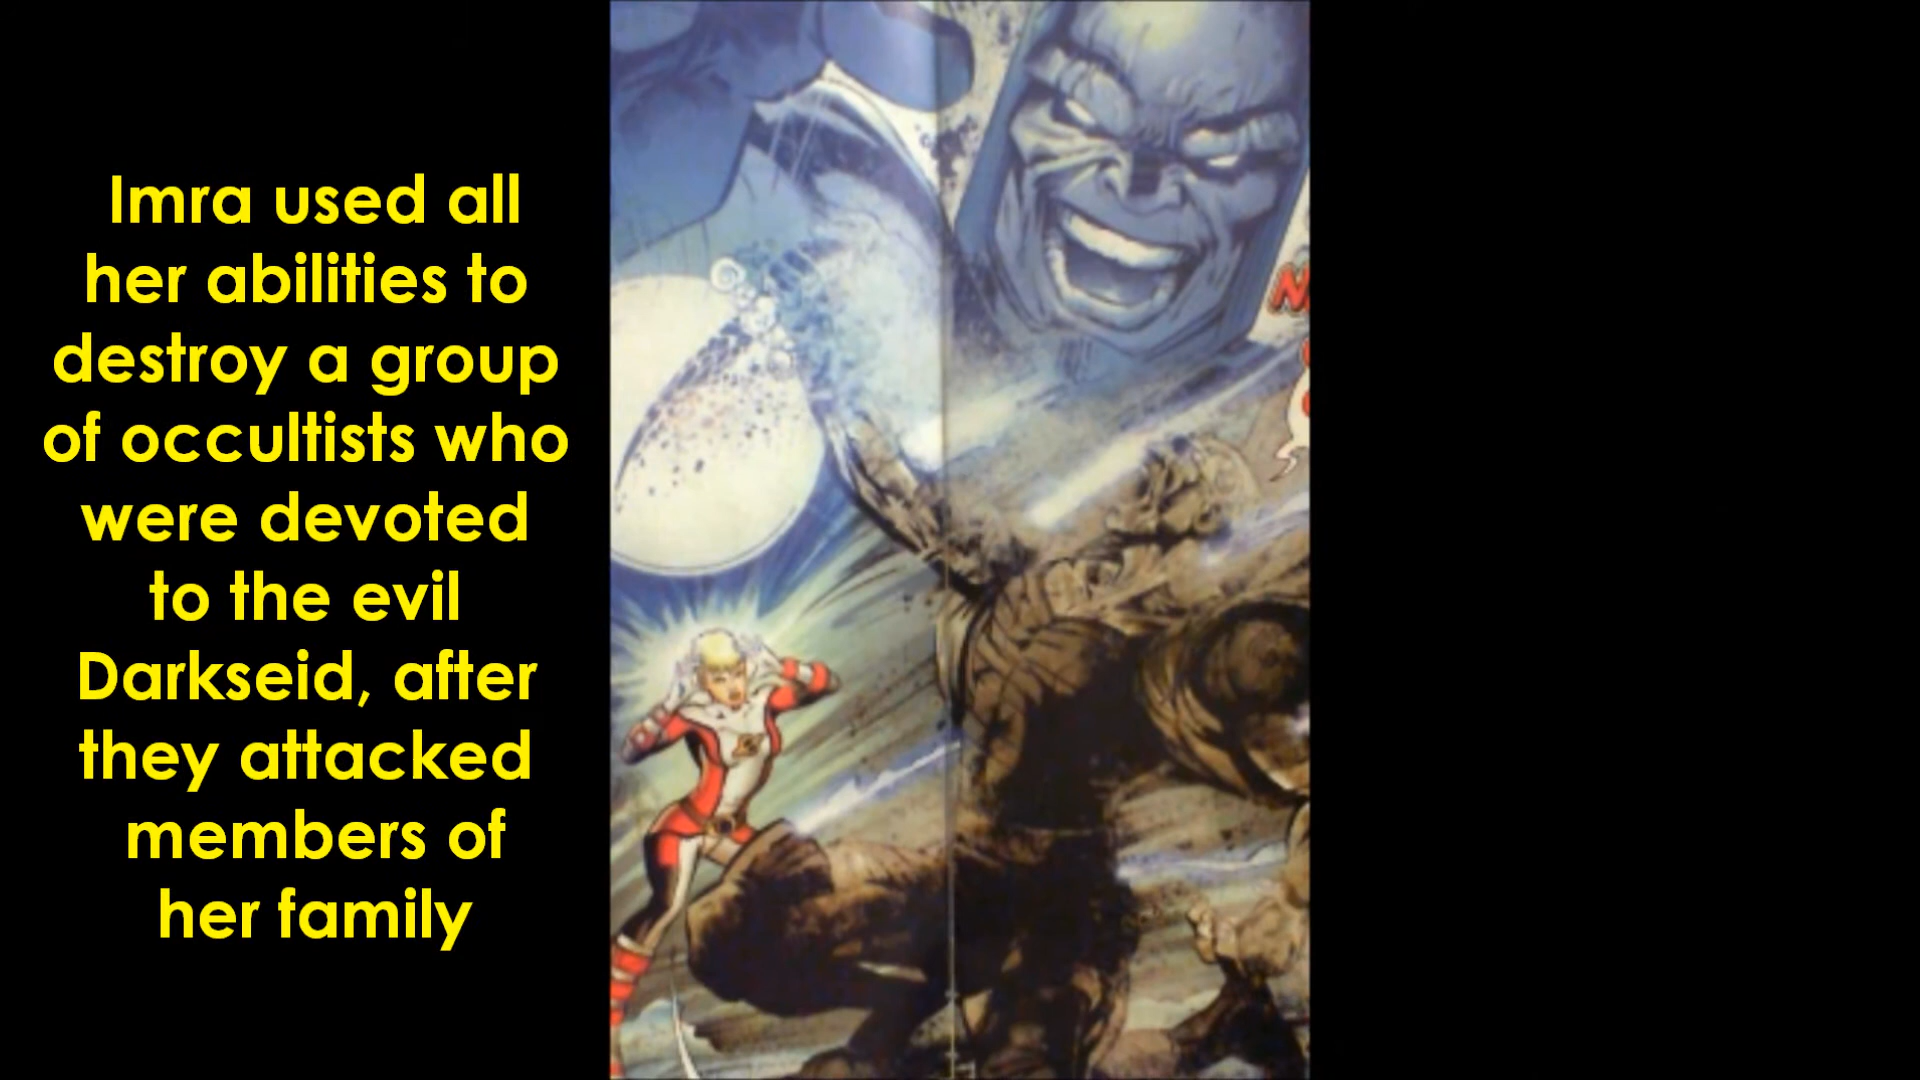 Imra used all
her abilities to
destroy a group
of occultists who
were devoted
to the evil
Darkseid, after
they attacked
members of
her family